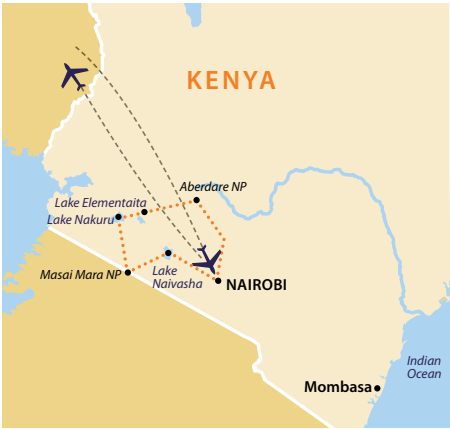 KENYA
Aberdare NP
Lake Elementaita
Lake Nakuru
Masai Mara NP
Lake
Naivasha
NAIROBI
Indian
Ocean
Mombasa